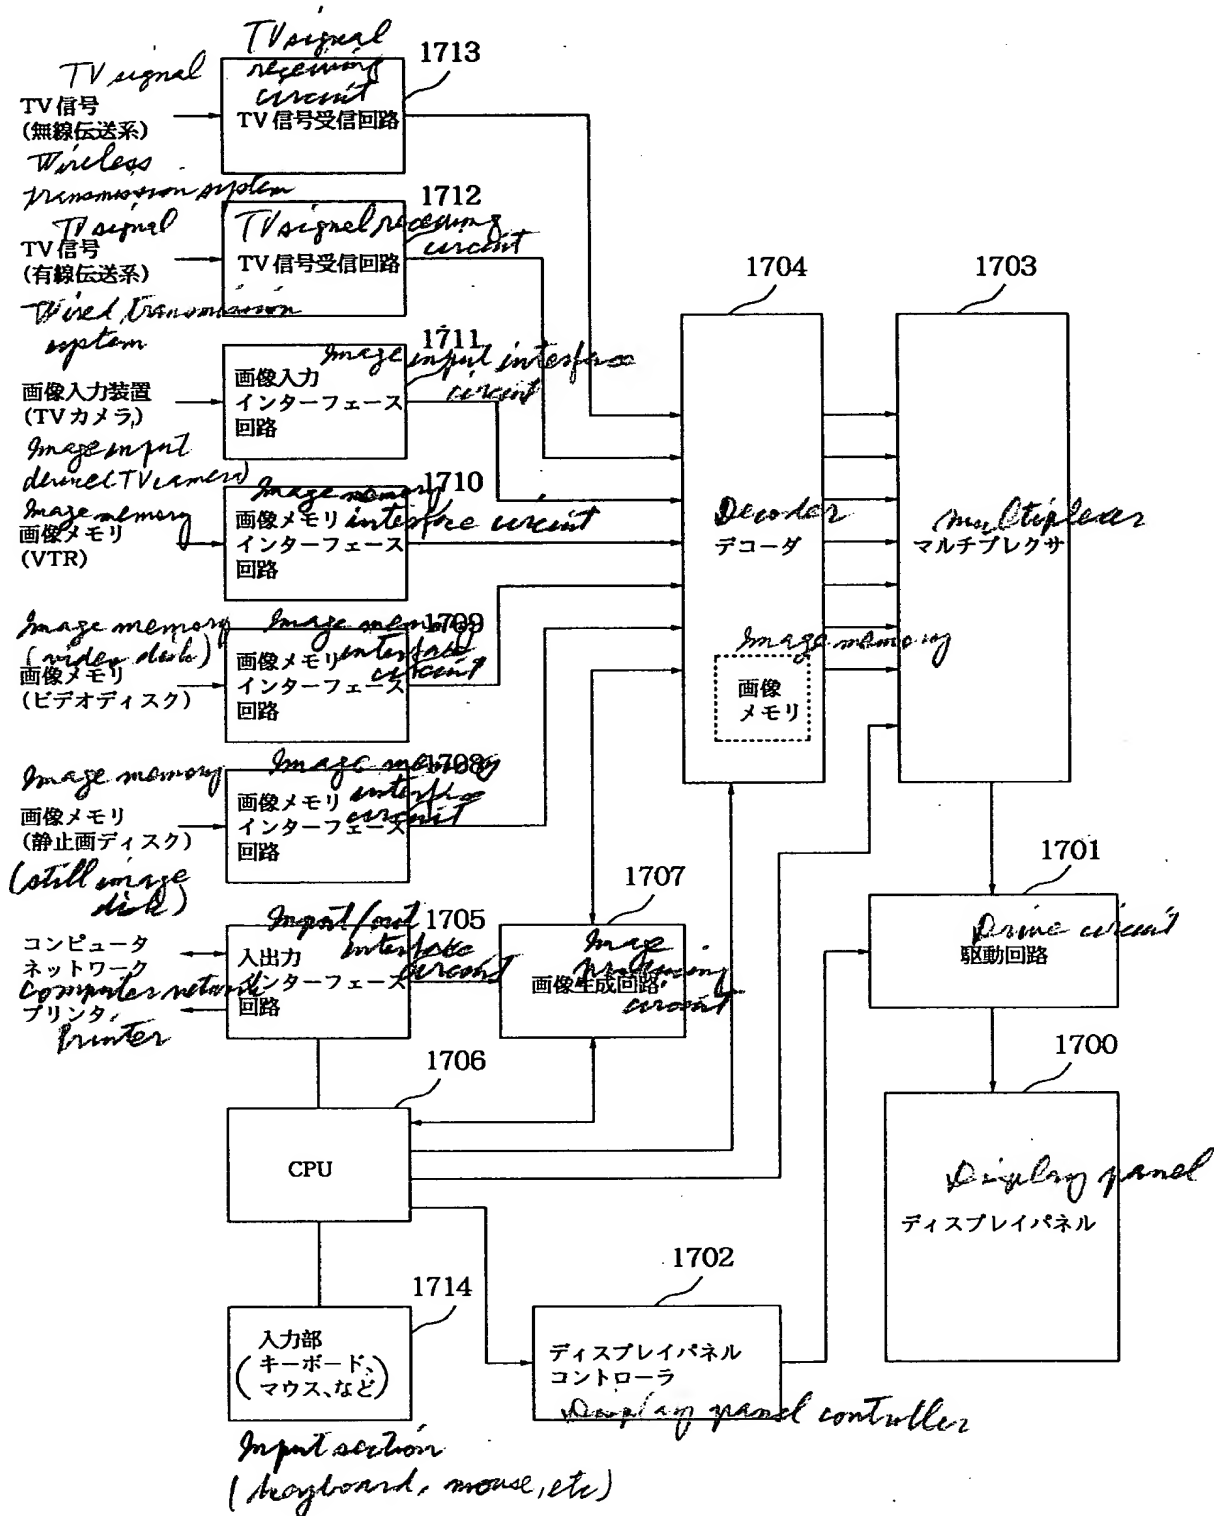 TV signal
receiving
circuit
1713
TV signal
TV信号
(無線伝送系)
TV信号受信回路
Wireless
transmission system
1712
TV signal
TV signal receiving
circuit
TV信号
(有線伝送系)
TV信号受信回路
Wired transmission
system
1704
1703
1711
Image input interface
circuit
画像入力装置
(TVカメラ)
画像入力
インターフェース
回路
Image input
device (TV camera)
1710
Image memory
interface circuit
Image memory
画像メモリ
(VTR)
画像メモリ
インターフェース
回路
Decoder
デコーダ
multiplexer
マルチプレクサ
1709
Image memory
(video disk)
画像メモリ
(ビデオディスク)
Image memory
interface
circuit
画像メモリ
インターフェース
回路
Image memory
画像
メモリ
1708
Image memory
画像メモリ
(静止画ディスク)
(still image
disk)
Image memory
interface
circuit
画像メモリ
インターフェース
回路
1707
1701
1705
Input/out
interface
circuit
コンピュータ
ネットワーク
Computer network
プリンタ
Printer
入出力
インターフェース
回路
Image
producing
circuit
画像生成回路
Drive circuit
駆動回路
1706
1700
CPU
Display panel
ディスプレイパネル
1714
1702
入力部
(キーボード、
マウス、など)
ディスプレイパネル
コントローラ
Display panel controller
Input section
(keyboard, mouse, etc)